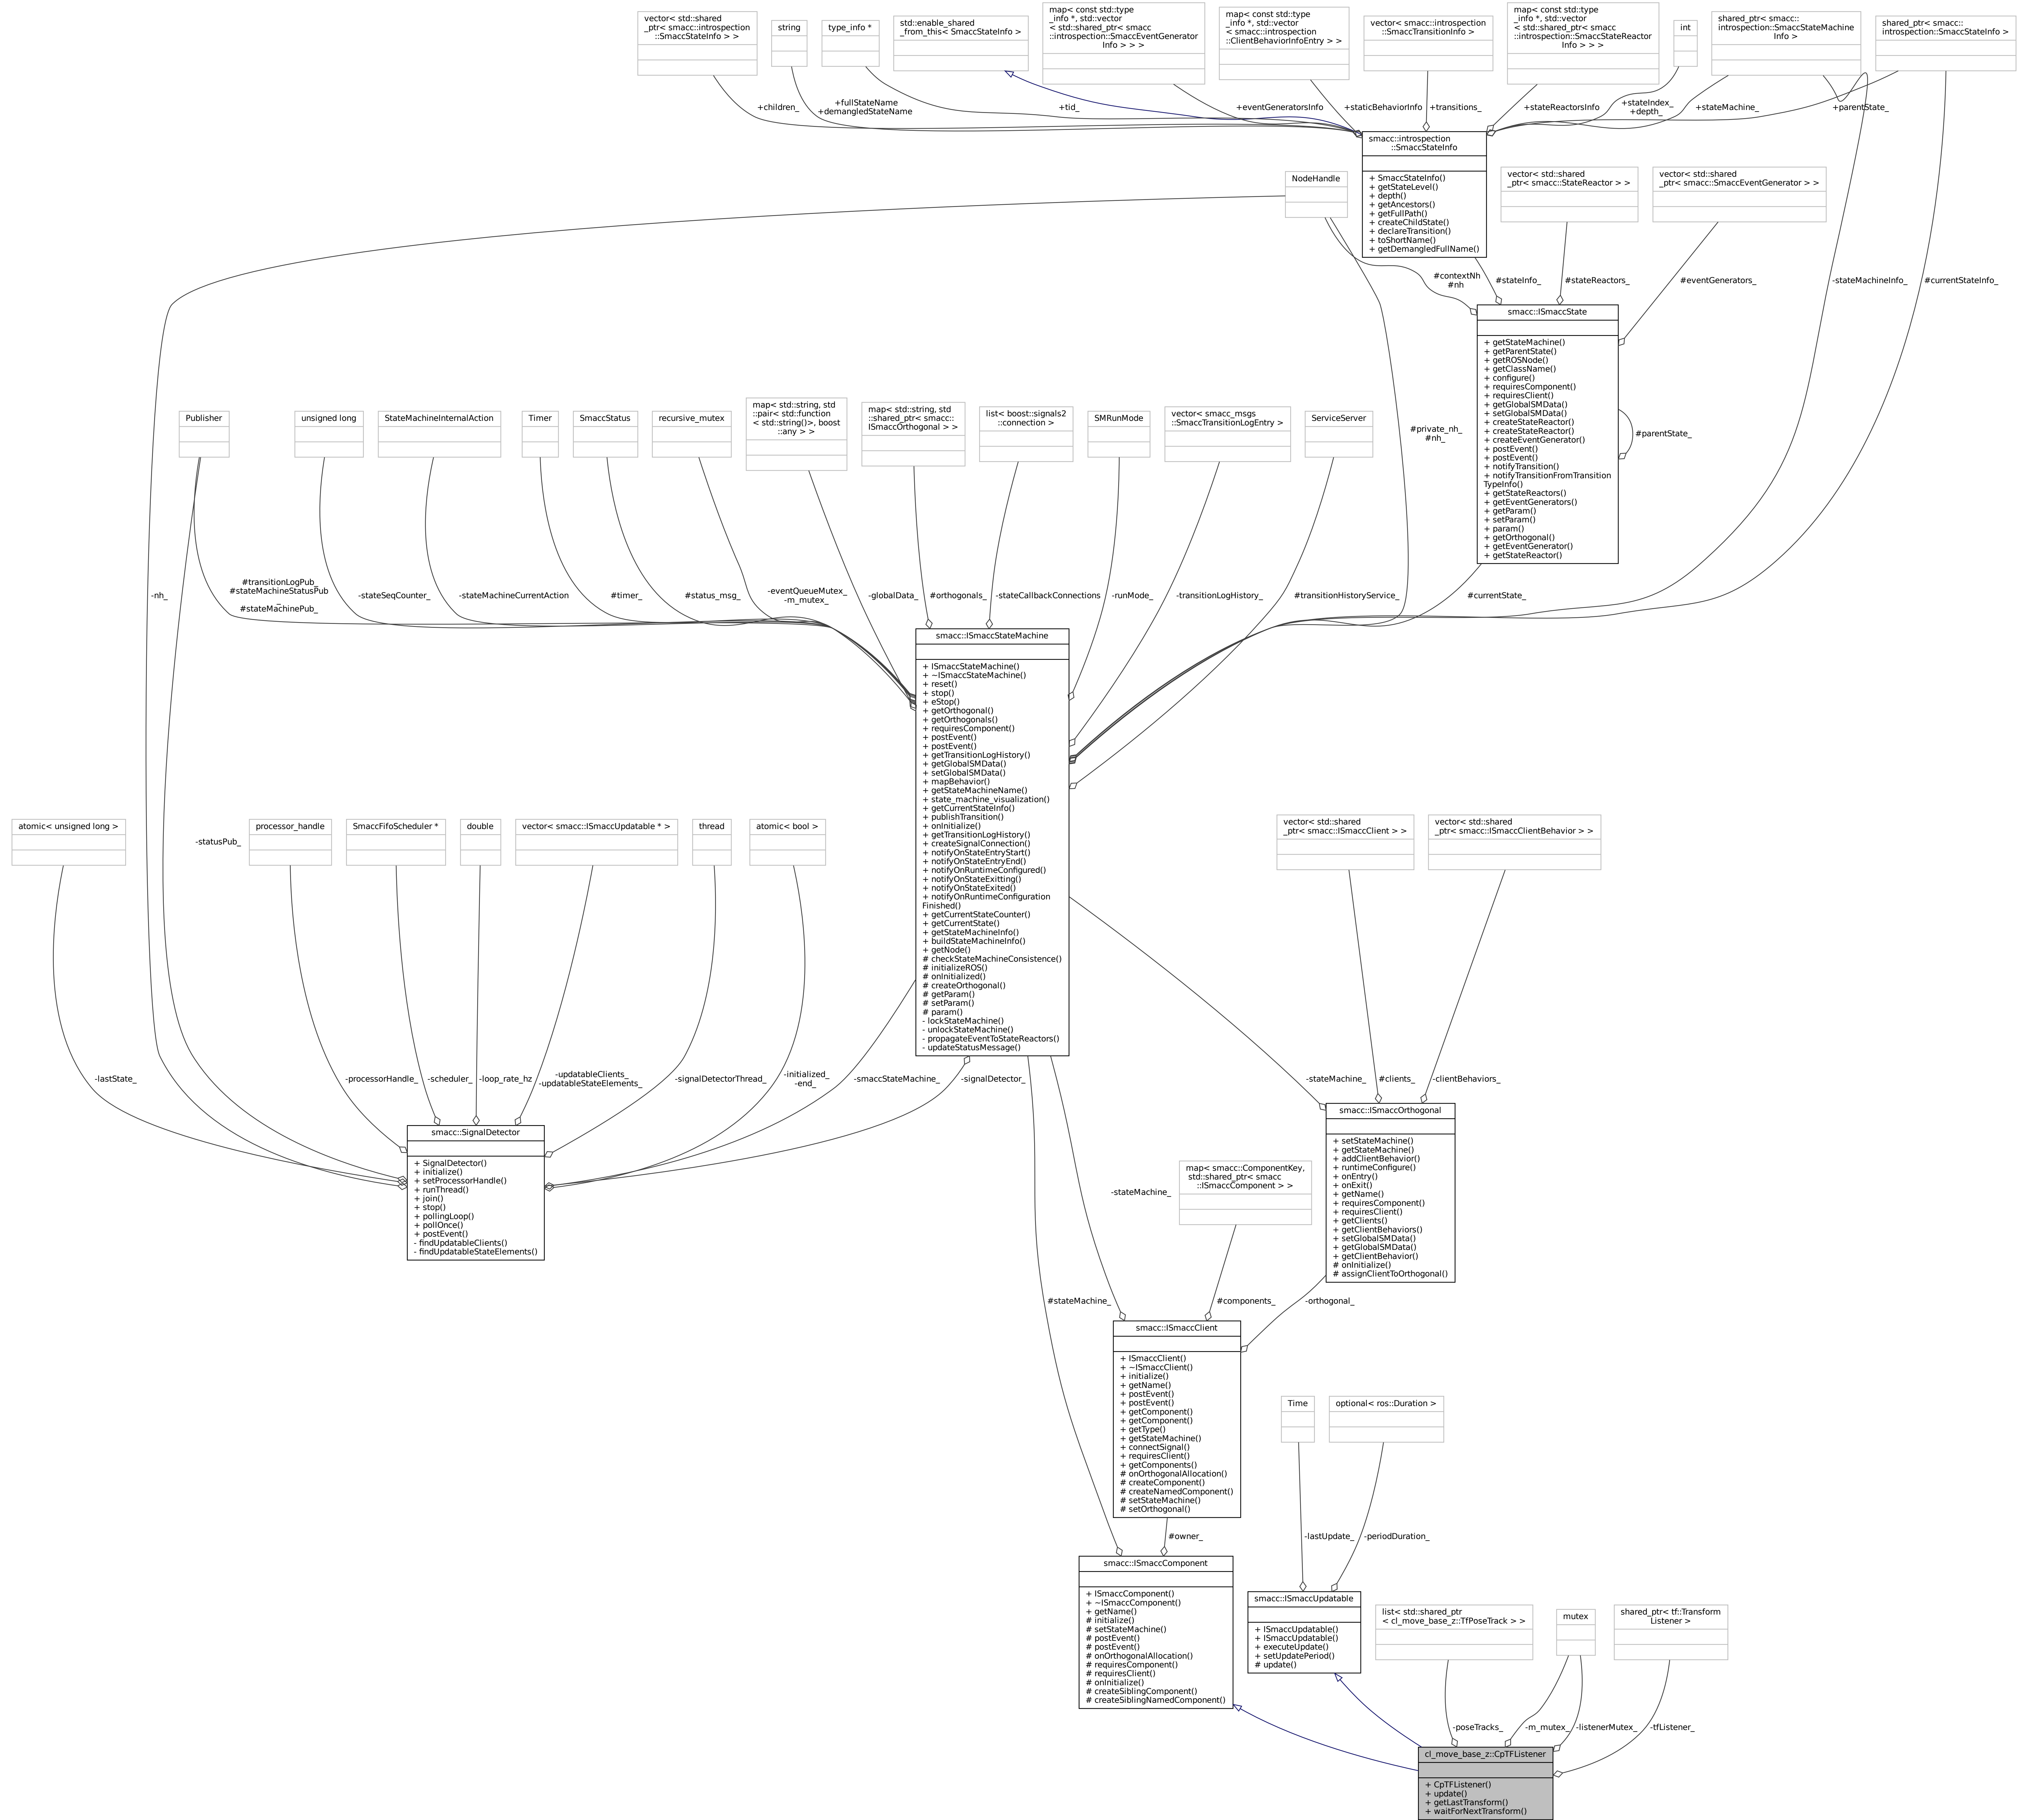 vector< std::shared
_ptr< smacc::introspection
::SmaccStateInfo > >
string
type_info *
std::enable_shared
_from_this< SmaccStateInfo >
map< const std::type
_info *, std::vector
< std::shared_ptr< smacc
::introspection::SmaccEventGenerator
Info > > >
map< const std::type
_info *, std::vector
< smacc::introspection
::ClientBehaviorInfoEntry > >
vector< smacc::introspection
::SmaccTransitionInfo >
map< const std::type
_info *, std::vector
< std::shared_ptr< smacc
::introspection::SmaccStateReactor
Info > > >
int
shared_ptr< smacc::
introspection::SmaccStateMachine
Info >
shared_ptr< smacc::
introspection::SmaccStateInfo >
+children_
+fullStateName
+demangledStateName
+tid_
+eventGeneratorsInfo
+staticBehaviorInfo
+transitions_
+stateReactorsInfo
+stateIndex_
+depth_
+stateMachine_
+parentState_
smacc::introspection
::SmaccStateInfo
+ SmaccStateInfo()
+ getStateLevel()
+ depth()
+ getAncestors()
+ getFullPath()
+ createChildState()
+ declareTransition()
+ toShortName()
+ getDemangledFullName()
NodeHandle
vector< std::shared
_ptr< smacc::StateReactor > >
vector< std::shared
_ptr< smacc::SmaccEventGenerator > >
#contextNh
#nh
#stateInfo_
#stateReactors_
#eventGenerators_
-stateMachineInfo_
#currentStateInfo_
smacc::ISmaccState
+ getStateMachine()
+ getParentState()
+ getROSNode()
+ getClassName()
+ configure()
+ requiresComponent()
+ requiresClient()
+ getGlobalSMData()
+ setGlobalSMData()
+ createStateReactor()
+ createStateReactor()
+ createEventGenerator()
+ postEvent()
+ postEvent()
+ notifyTransition()
+ notifyTransitionFromTransition
TypeInfo()
+ getStateReactors()
+ getEventGenerators()
+ getParam()
+ setParam()
+ param()
+ getOrthogonal()
+ getEventGenerator()
+ getStateReactor()
#parentState_
#private_nh_
#nh_
Publisher
unsigned long
StateMachineInternalAction
Timer
SmaccStatus
recursive_mutex
map< std::string, std
::pair< std::function
< std::string()>, boost
::any > >
map< std::string, std
::shared_ptr< smacc::
ISmaccOrthogonal > >
list< boost::signals2
::connection >
SMRunMode
vector< smacc_msgs
::SmaccTransitionLogEntry >
ServiceServer
-nh_
#transitionLogPub_
#stateMachineStatusPub
_
#stateMachinePub_
-stateSeqCounter_
-stateMachineCurrentAction
#timer_
#status_msg_
-eventQueueMutex_
-m_mutex_
-globalData_
#orthogonals_
-stateCallbackConnections
-runMode_
-transitionLogHistory_
#transitionHistoryService_
#currentState_
smacc::ISmaccStateMachine
+ ISmaccStateMachine()
+ ~ISmaccStateMachine()
+ reset()
+ stop()
+ eStop()
+ getOrthogonal()
+ getOrthogonals()
+ requiresComponent()
+ postEvent()
+ postEvent()
+ getTransitionLogHistory()
+ getGlobalSMData()
+ setGlobalSMData()
+ mapBehavior()
+ getStateMachineName()
+ state_machine_visualization()
+ getCurrentStateInfo()
+ publishTransition()
+ onInitialize()
+ getTransitionLogHistory()
+ createSignalConnection()
+ notifyOnStateEntryStart()
+ notifyOnStateEntryEnd()
+ notifyOnRuntimeConfigured()
+ notifyOnStateExitting()
+ notifyOnStateExited()
+ notifyOnRuntimeConfiguration
Finished()
+ getCurrentStateCounter()
+ getCurrentState()
+ getStateMachineInfo()
+ buildStateMachineInfo()
+ getNode()
# checkStateMachineConsistence()
# initializeROS()
# onInitialized()
# createOrthogonal()
# getParam()
# setParam()
# param()
- lockStateMachine()
- unlockStateMachine()
- propagateEventToStateReactors()
- updateStatusMessage()
atomic< unsigned long >
-statusPub_
processor_handle
SmaccFifoScheduler *
double
vector< smacc::ISmaccUpdatable * >
thread
atomic< bool >
vector< std::shared
_ptr< smacc::ISmaccClient > >
vector< std::shared
_ptr< smacc::ISmaccClientBehavior > >
-lastState_
-processorHandle_
-scheduler_
-loop_rate_hz
-updatableClients_
-updatableStateElements_
-signalDetectorThread_
-initialized_
-end_
-smaccStateMachine_
-signalDetector_
-stateMachine_
#clients_
-clientBehaviors_
smacc::SignalDetector
+ SignalDetector()
+ initialize()
+ setProcessorHandle()
+ runThread()
+ join()
+ stop()
+ pollingLoop()
+ pollOnce()
+ postEvent()
- findUpdatableClients()
- findUpdatableStateElements()
smacc::ISmaccOrthogonal
+ setStateMachine()
+ getStateMachine()
+ addClientBehavior()
+ runtimeConfigure()
+ onEntry()
+ onExit()
+ getName()
+ requiresComponent()
+ requiresClient()
+ getClients()
+ getClientBehaviors()
+ setGlobalSMData()
+ getGlobalSMData()
+ getClientBehavior()
# onInitialize()
# assignClientToOrthogonal()
map< smacc::ComponentKey,
std::shared_ptr< smacc
::ISmaccComponent > >
-stateMachine_
#stateMachine_
#components_
-orthogonal_
smacc::ISmaccClient
+ ISmaccClient()
+ ~ISmaccClient()
+ initialize()
+ getName()
+ postEvent()
+ postEvent()
+ getComponent()
+ getComponent()
+ getType()
+ getStateMachine()
+ connectSignal()
+ requiresClient()
+ getComponents()
# onOrthogonalAllocation()
# createComponent()
# createNamedComponent()
# setStateMachine()
# setOrthogonal()
Time
optional< ros::Duration >
#owner_
-lastUpdate_
-periodDuration_
smacc::ISmaccComponent
+ ISmaccComponent()
+ ~ISmaccComponent()
+ getName()
# initialize()
# setStateMachine()
# postEvent()
# postEvent()
# onOrthogonalAllocation()
# requiresComponent()
# requiresClient()
# onInitialize()
# createSiblingComponent()
# createSiblingNamedComponent()
smacc::ISmaccUpdatable
+ ISmaccUpdatable()
+ ISmaccUpdatable()
+ executeUpdate()
+ setUpdatePeriod()
# update()
list< std::shared_ptr
< cl_move_base_z::TfPoseTrack > >
mutex
shared_ptr< tf::Transform
Listener >
-poseTracks_
-m_mutex_
-listenerMutex_
-tfListener_
cl_move_base_z::CpTFListener
+ CpTFListener()
+ update()
+ getLastTransform()
+ waitForNextTransform()